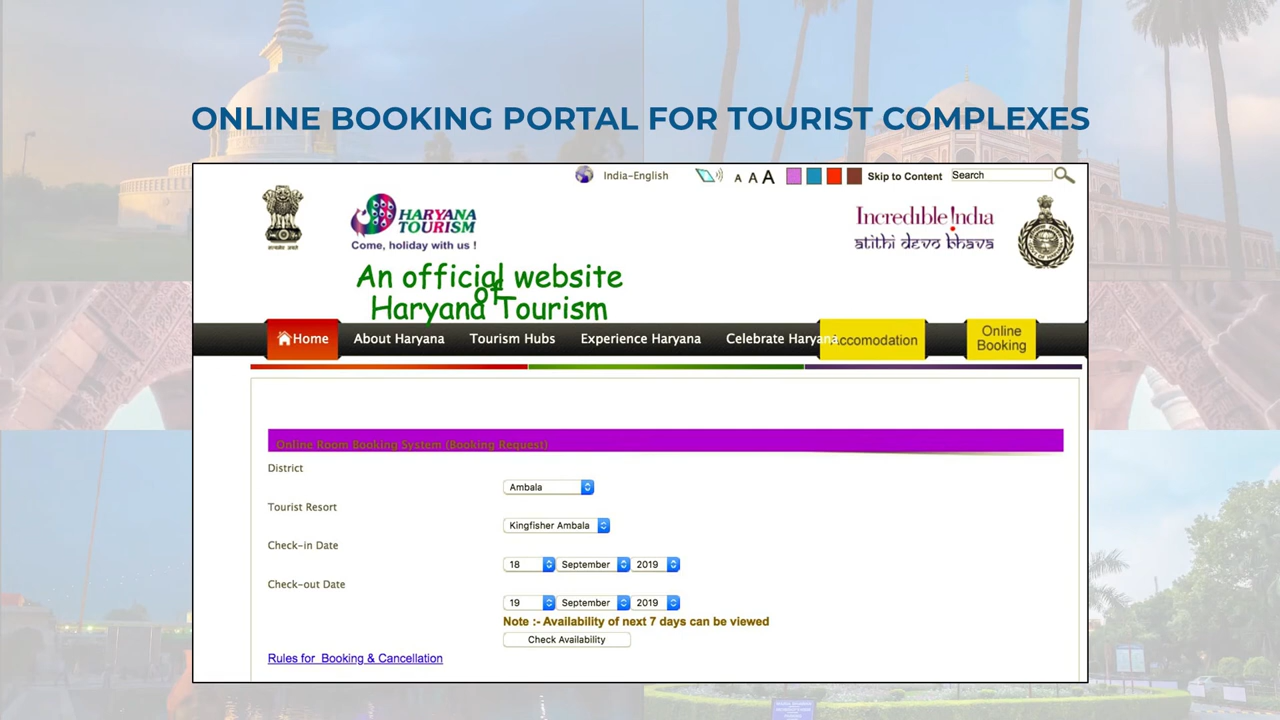 ONLINE BOOKING PORTAL FOR TOURIST COMPLEXES
India-English
A A A
Skip to Content
Search
HARYANA
TOURISM
Come, holiday with us !
Incredible !ndia
atithi devo bhava
An official website
of
Haryana Tourism
Home
About Haryana
Tourism Hubs
Experience Haryana
Celebrate Haryana
Accomodation
Online
Booking
Online Room Booking System (Booking Request)
District
Ambala
Tourist Resort
Kingfisher Ambala
Check-in Date
18 September 2019
Check-out Date
19 September 2019
Note :- Availability of next 7 days can be viewed
Check Availability
Rules for Booking & Cancellation